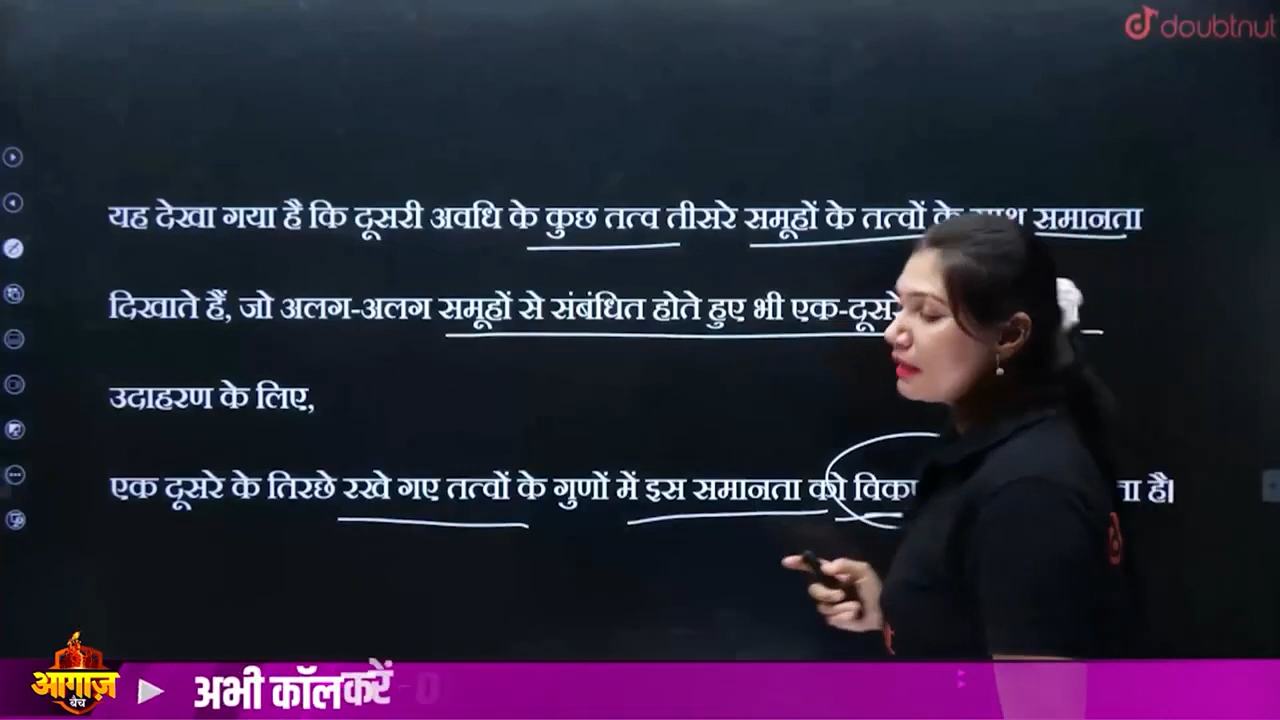 doubtnut
यह देखा गया है कि दूसरी अवधि के कुछ तत्व तीसरे समूहों के तत्वों के समानता
दिखाते हैं, जो अलग-अलग समूहों से संबंधित होते हुए भी एक-दूसरे
उदाहरण के लिए,
एक दूसरे के तिरछे रखे गए तत्वों के गुणों में इस समानता को है।
आगाज़
बैच
अभी कॉल करें